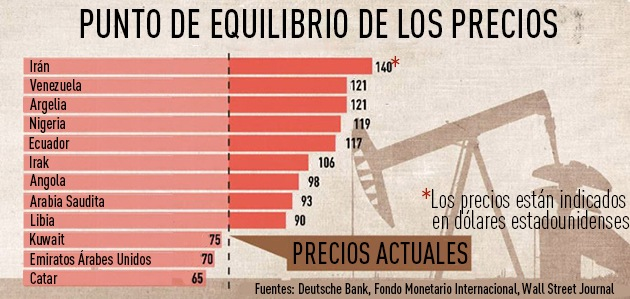 PUNTO DE EQUILIBRIO DE LOS PRECIOS
Irán 140*
Venezuela 121
Argelia 121
Nigeria 119
Ecuador 117
Irak 106
Angola 98
Arabia Saudita 93
Libia 90
Kuwait 75
Emiratos Árabes Unidos 70
Catar 65
PRECIOS ACTUALES
*Los precios están indicados
en dólares estadounidenses
Fuentes: Deutsche Bank, Fondo Monetario Internacional, Wall Street Journal